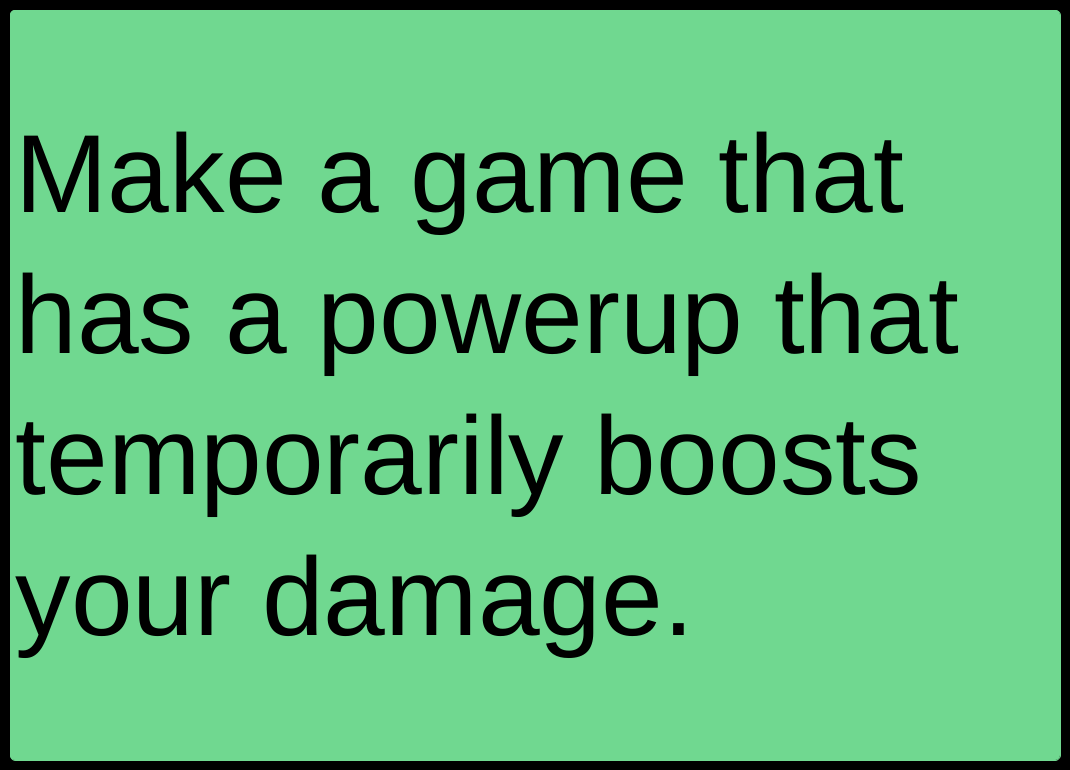 Make a game that
has a powerup that
temporarily boosts
your damage.